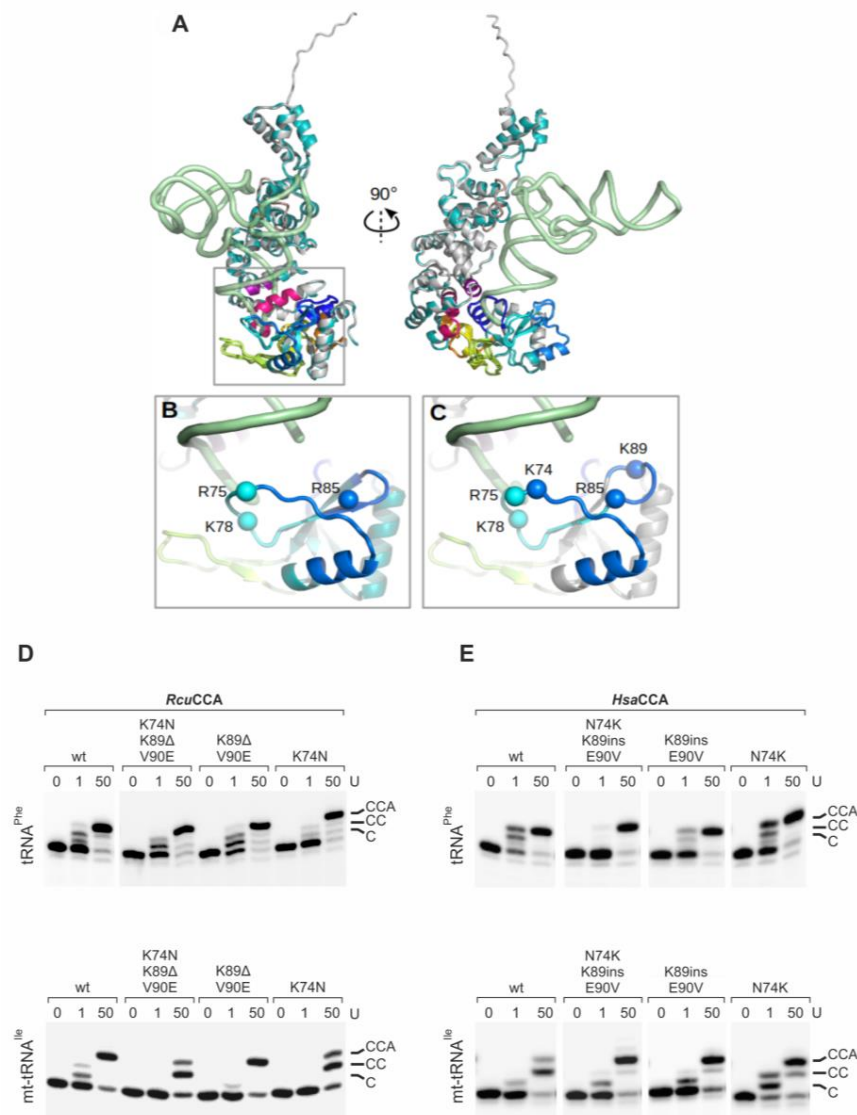 A
90°
B
C
R75
K78
R85
R75
K74
K78
R85
K89
D
E
RcuCCA
HsaCCA
wt
K74N
K89Δ
V90E
K89Δ
V90E
K74N
wt
N74K
K89ins
E90V
K89ins
E90V
N74K
0 1 50 0 1 50 0 1 50 0 1 50 U
0 1 50 0 1 50 0 1 50 0 1 50 U
tRNAPhe
CCA
CC
C
tRNAPhe
CCA
CC
C
wt
K74N
K89Δ
V90E
K89Δ
V90E
K74N
wt
N74K
K89ins
E90V
K89ins
E90V
N74K
0 1 50 0 1 50 0 1 50 0 1 50 U
0 1 50 0 1 50 0 1 50 0 1 50 U
mt-tRNAIle
CCA
CC
C
mt-tRNAIle
CCA
CC
C